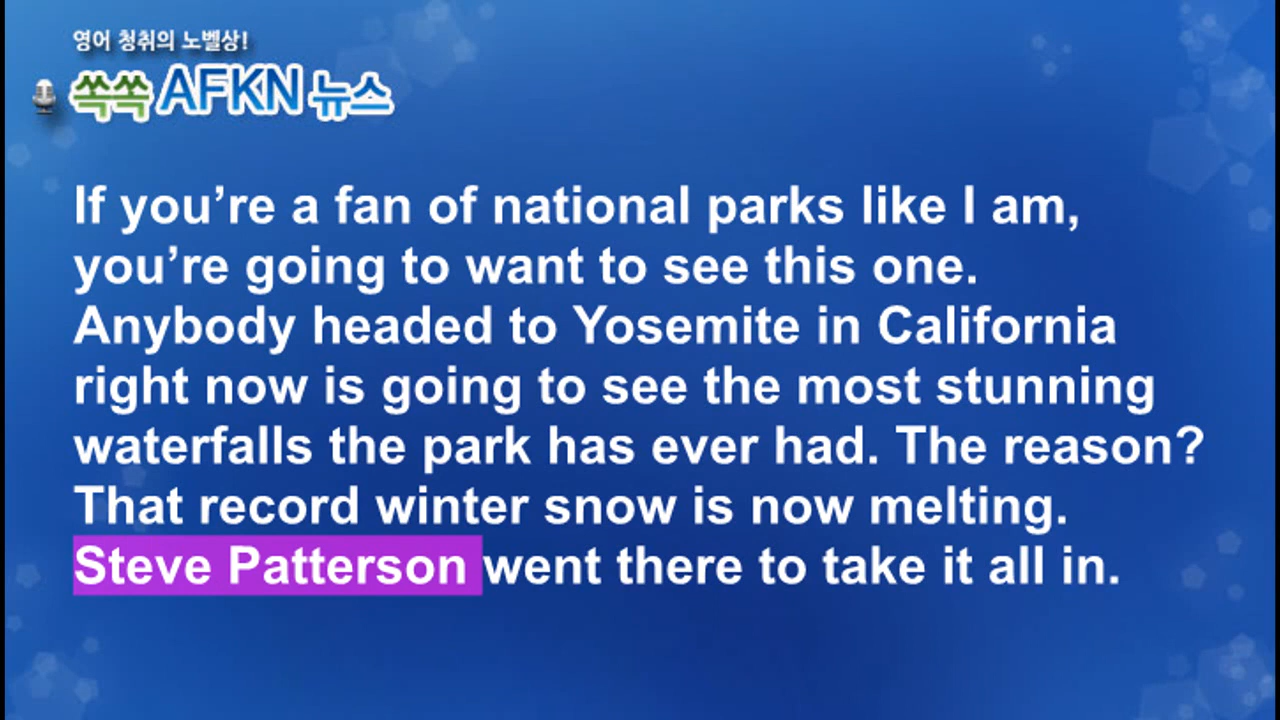 영어 청취의 노벨상!
쏙쏙 AFKN 뉴스
If you’re a fan of national parks like I am,
you’re going to want to see this one.
Anybody headed to Yosemite in California
right now is going to see the most stunning
waterfalls the park has ever had. The reason?
That record winter snow is now melting.
Steve Patterson went there to take it all in.